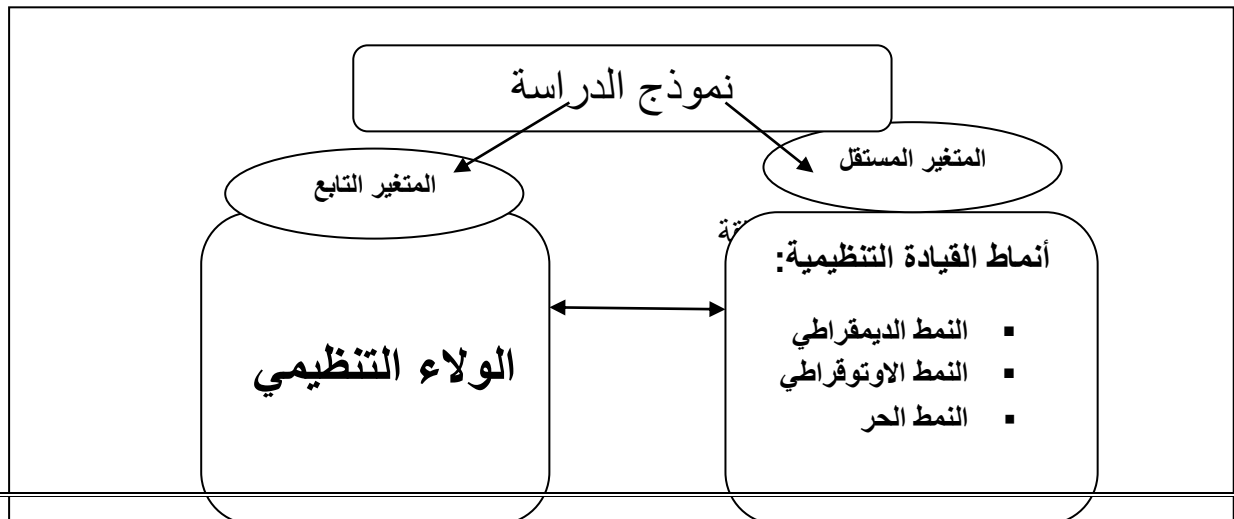 نموذج الدراسة
المتغير المستقل
المتغير التابع
أنماط القيادة التنظيمية:
▪ النمط الديمقراطي
▪ النمط الاوتوقراطي
▪ النمط الحر
الولاء التنظيمي